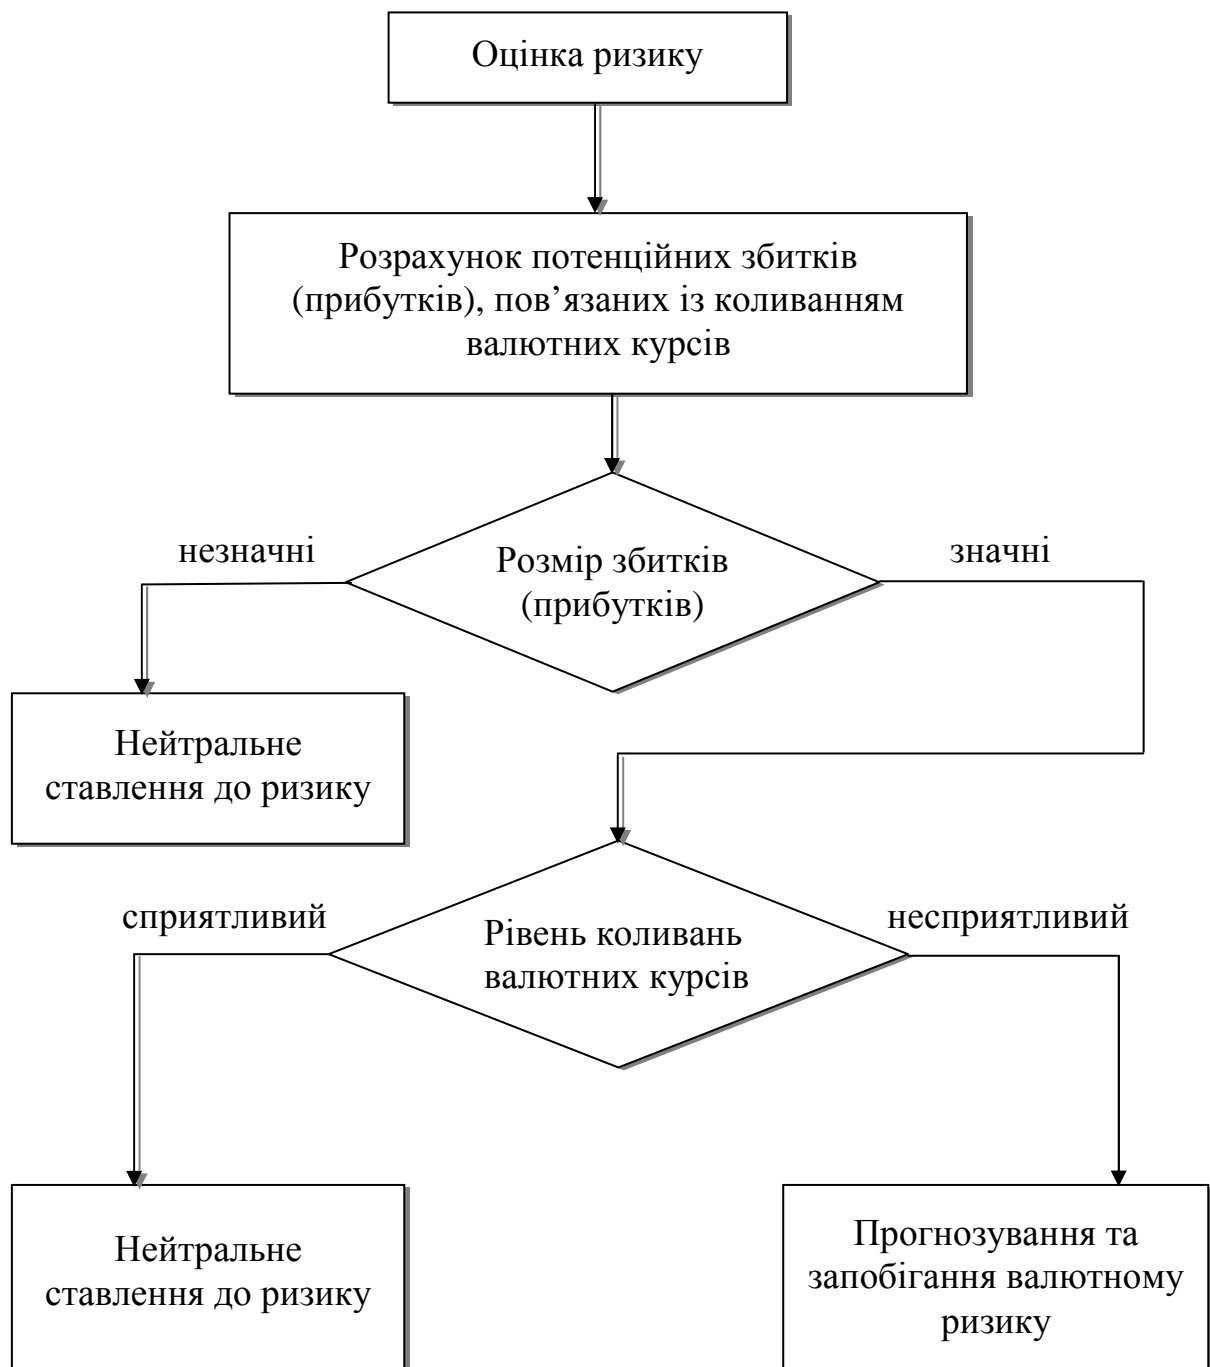 Оцінка ризику
Розрахунок потенційних збитків
(прибутків), пов’язаних із коливанням
валютних курсів
незначні
Розмір збитків
(прибутків)
значні
Нейтральне
ставлення до ризику
сприятливий
Рівень коливань
валютних курсів
несприятливий
Нейтральне
ставлення до ризику
Прогнозування та
запобігання валютному
ризику